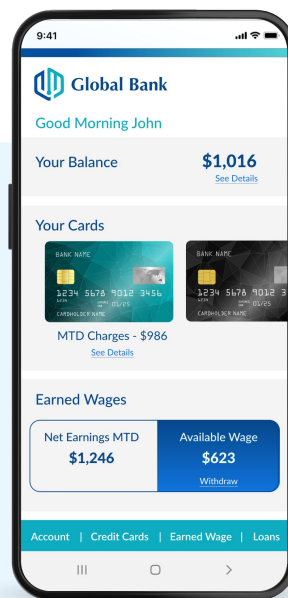 9:41
Global Bank
Good Morning John
Your Balance
$1,016
See Details
Your Cards
BANK NAME
1234 5678 9012 3456
1234
01/25
CARDHOLDER NAME
BANK NAME
1234 5678 9012 3
1234
01/25
CARDHOLDER NAME
MTD Charges - $986
See Details
Earned Wages
Net Earnings MTD
$1,246
Available Wage
$623
Withdraw
Account | Credit Cards | Earned Wage | Loans